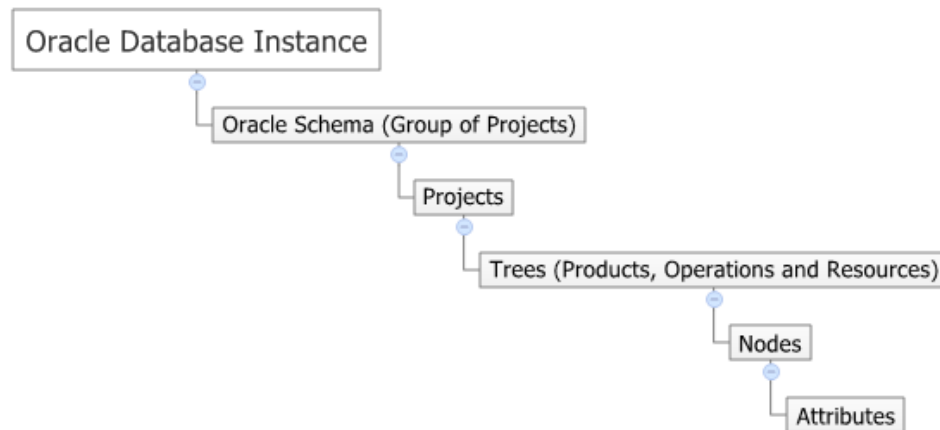 Oracle Database Instance
Oracle Schema (Group of Projects)
Projects
Trees (Products, Operations and Resources)
Nodes
Attributes